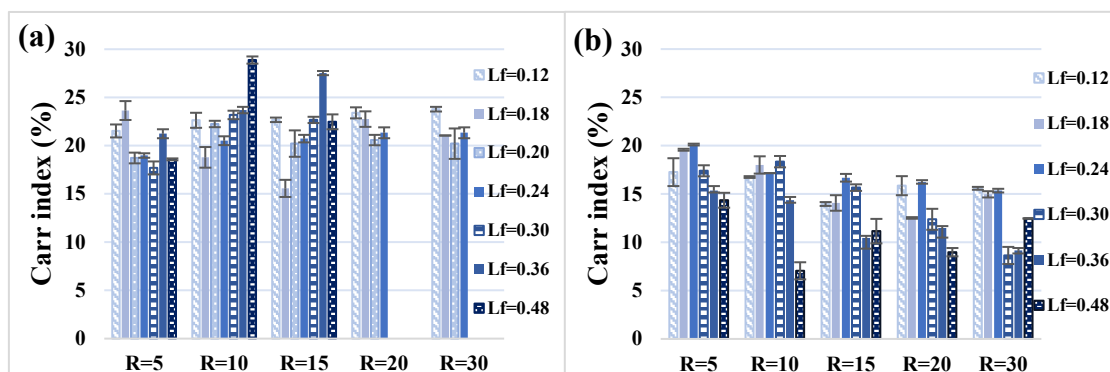 (a)
Carr index (%)
30
25
20
15
10
5
0
R=5 R=10 R=15 R=20 R=30
Lf=0.12
Lf=0.18
Lf=0.20
Lf=0.24
Lf=0.30
Lf=0.36
Lf=0.48
(b)
Carr index (%)
30
25
20
15
10
5
0
R=5 R=10 R=15 R=20 R=30
Lf=0.12
Lf=0.18
Lf=0.24
Lf=0.30
Lf=0.36
Lf=0.48